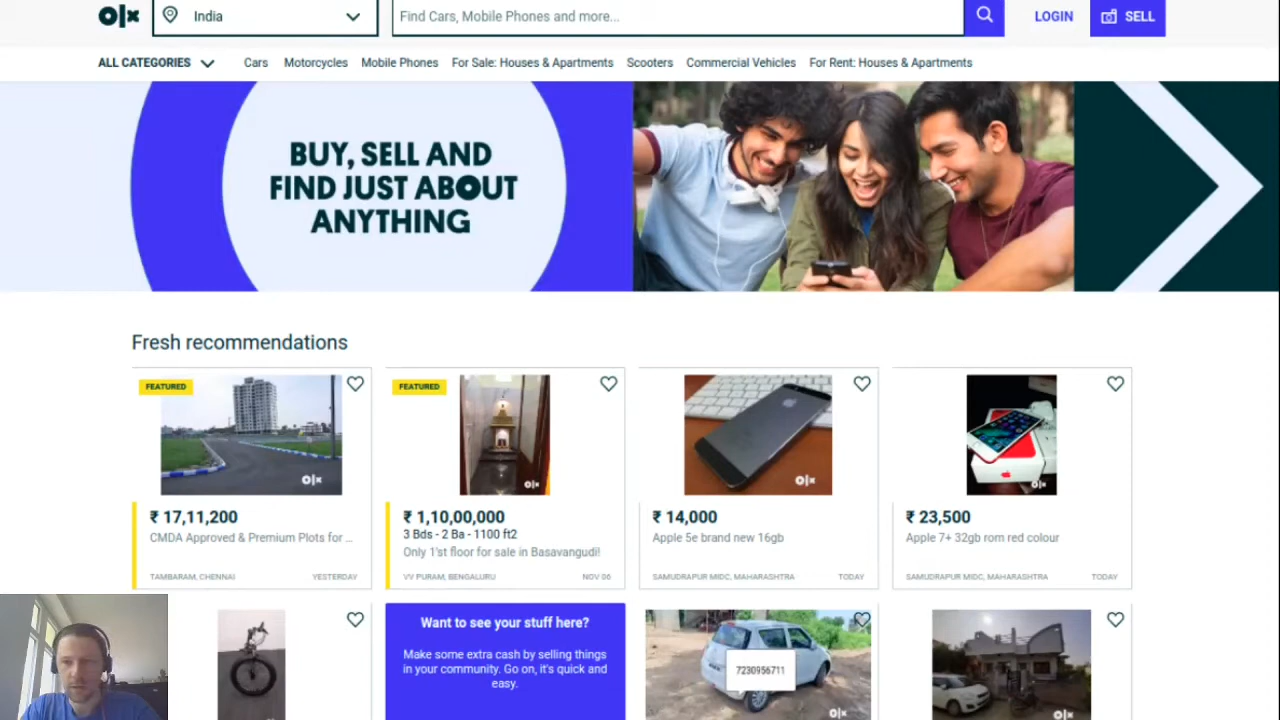 olx India Find Cars, Mobile Phones and more... LOGIN SELL
ALL CATEGORIES Cars Motorcycles Mobile Phones For Sale: Houses & Apartments Scooters Commercial Vehicles For Rent: Houses & Apartments
BUY, SELL AND
FIND JUST ABOUT
ANYTHING
Fresh recommendations
FEATURED
olx
₹ 17,11,200
CMDA Approved & Premium Plots for ...
TAMBARAM, CHENNAI YESTERDAY
FEATURED
olx
₹ 1,10,00,000
3 Bds - 2 Ba - 1100 ft2
Only 1'st floor for sale in Basavangudi!
VV PURAM, BENGALURU NOV 06
olx
₹ 14,000
Apple 5e brand new 16gb
SAMUDRAPUR MIDC, MAHARASHTRA TODAY
olx
₹ 23,500
Apple 7+ 32gb rom red colour
SAMUDRAPUR MIDC, MAHARASHTRA TODAY
Want to see your stuff here?
Make some extra cash by selling things
in your community. Go on, it's quick and
easy.
7230956711
olx
olx